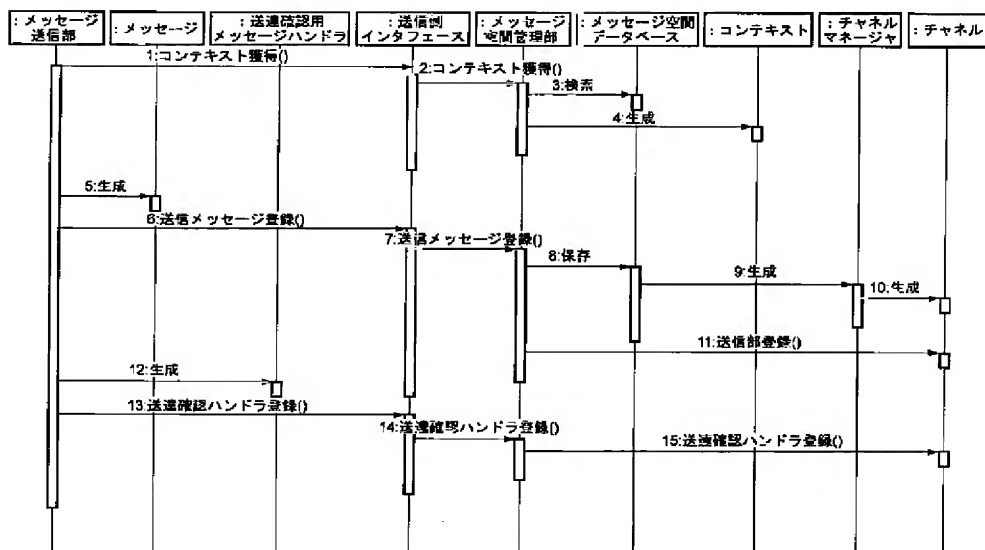 : メッセージ
送信部
: メッセージ
: 送達確認用
メッセージハンドラ
: 送信側
インタフェース
: メッセージ
空間管理部
: メッセージ空間
データベース
: コンテキスト
: チャネル
マネージャ
: チャネル
1:コンテキスト獲得()
2:コンテキスト獲得()
3:検索
4:生成
5:生成
6:送信メッセージ登録()
7:送信メッセージ登録()
8:保存
9:生成
10:生成
11:送信部登録()
12:生成
13:送達確認ハンドラ登録()
14:送達確認ハンドラ登録()
15:送達確認ハンドラ登録()